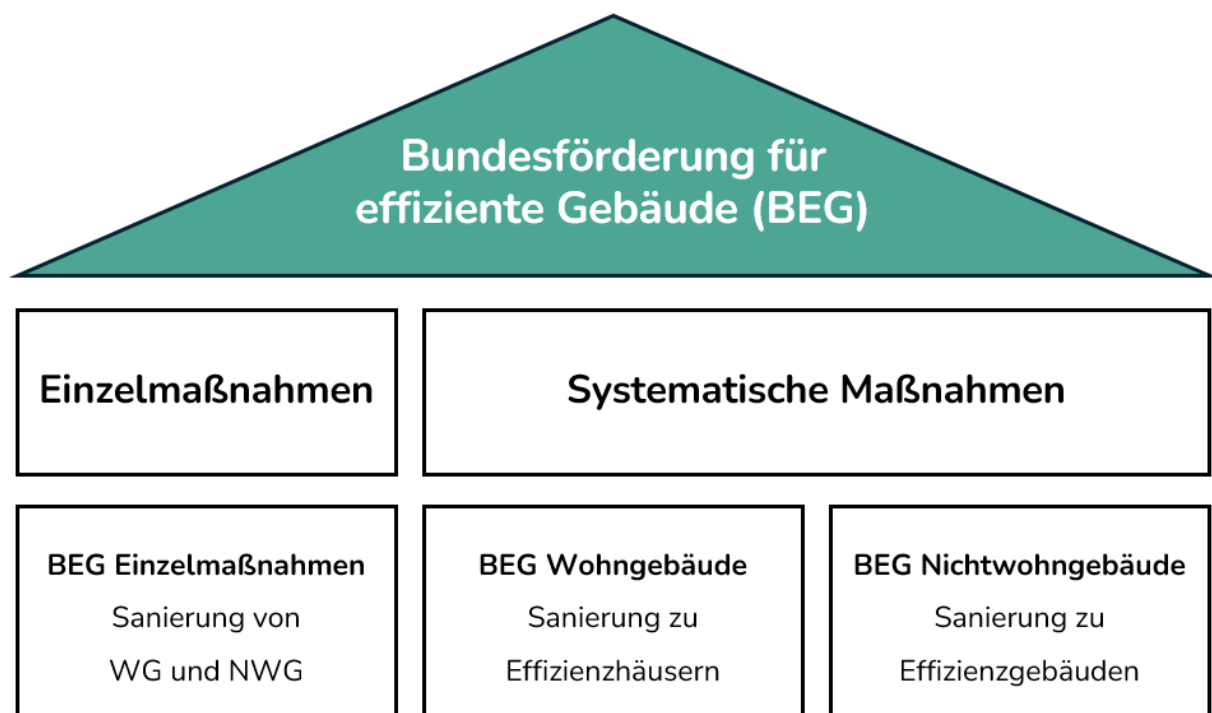 Bundesförderung für
effiziente Gebäude (BEG)
Einzelmaßnahmen
Systematische Maßnahmen
BEG Einzelmaßnahmen
Sanierung von
WG und NWG
BEG Wohngebäude
Sanierung zu
Effizienzhäusern
BEG Nichtwohngebäude
Sanierung zu
Effizienzgebäuden